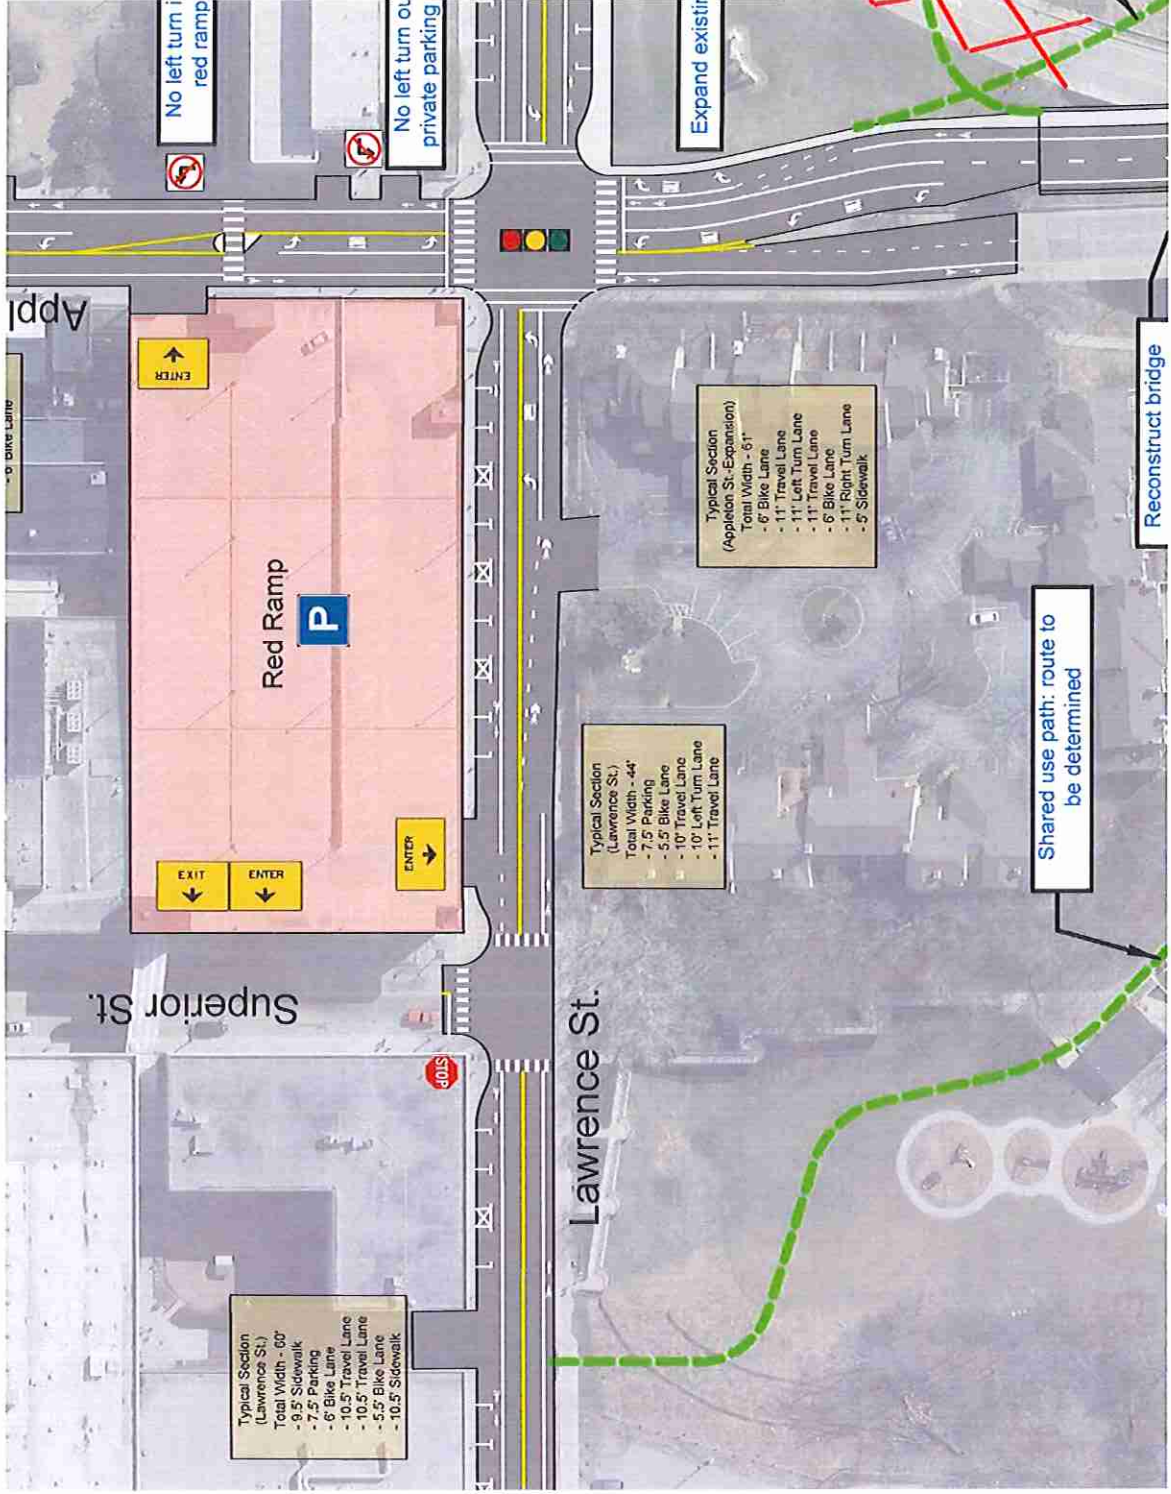 No left turn i
red ramp
No left turn ou
private parking
Expand existin
Appl
- 6' Bike Lane
ENTER
Red Ramp
P
EXIT
ENTER
ENTER
Superior St.
STOP
Lawrence St.
Typical Section
(Appleton St.-Expansion)
Total Width - 61'
- 6' Bike Lane
- 11' Travel Lane
- 11' Left Turn Lane
- 11' Travel Lane
- 6' Bike Lane
- 11' Right Turn Lane
- 5' Sidewalk
Typical Section
(Lawrence St.)
Total Width - 44'
- 7.5' Parking
- 5.5' Bike Lane
- 10' Travel Lane
- 10' Left Turn Lane
- 11' Travel Lane
Reconstruct bridge
Shared use path: route to
be determined
Typical Section
(Lawrence St.)
Total Width - 60'
- 9.5' Sidewalk
- 7.5' Parking
- 6' Bike Lane
- 10.5' Travel Lane
- 10.5' Travel Lane
- 5.5' Bike Lane
- 10.5' Sidewalk